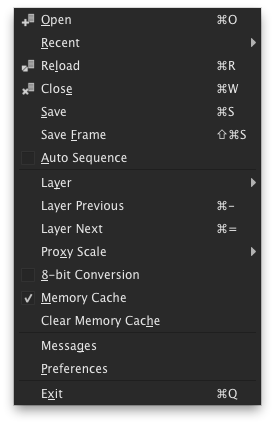 Open ⌘O
Recent
Reload ⌘R
Close ⌘W
Save ⌘S
Save Frame ⇧⌘S
Auto Sequence
Layer
Layer Previous ⌘-
Layer Next ⌘=
Proxy Scale
8-bit Conversion
Memory Cache
Clear Memory Cache
Messages
Preferences
Exit ⌘Q